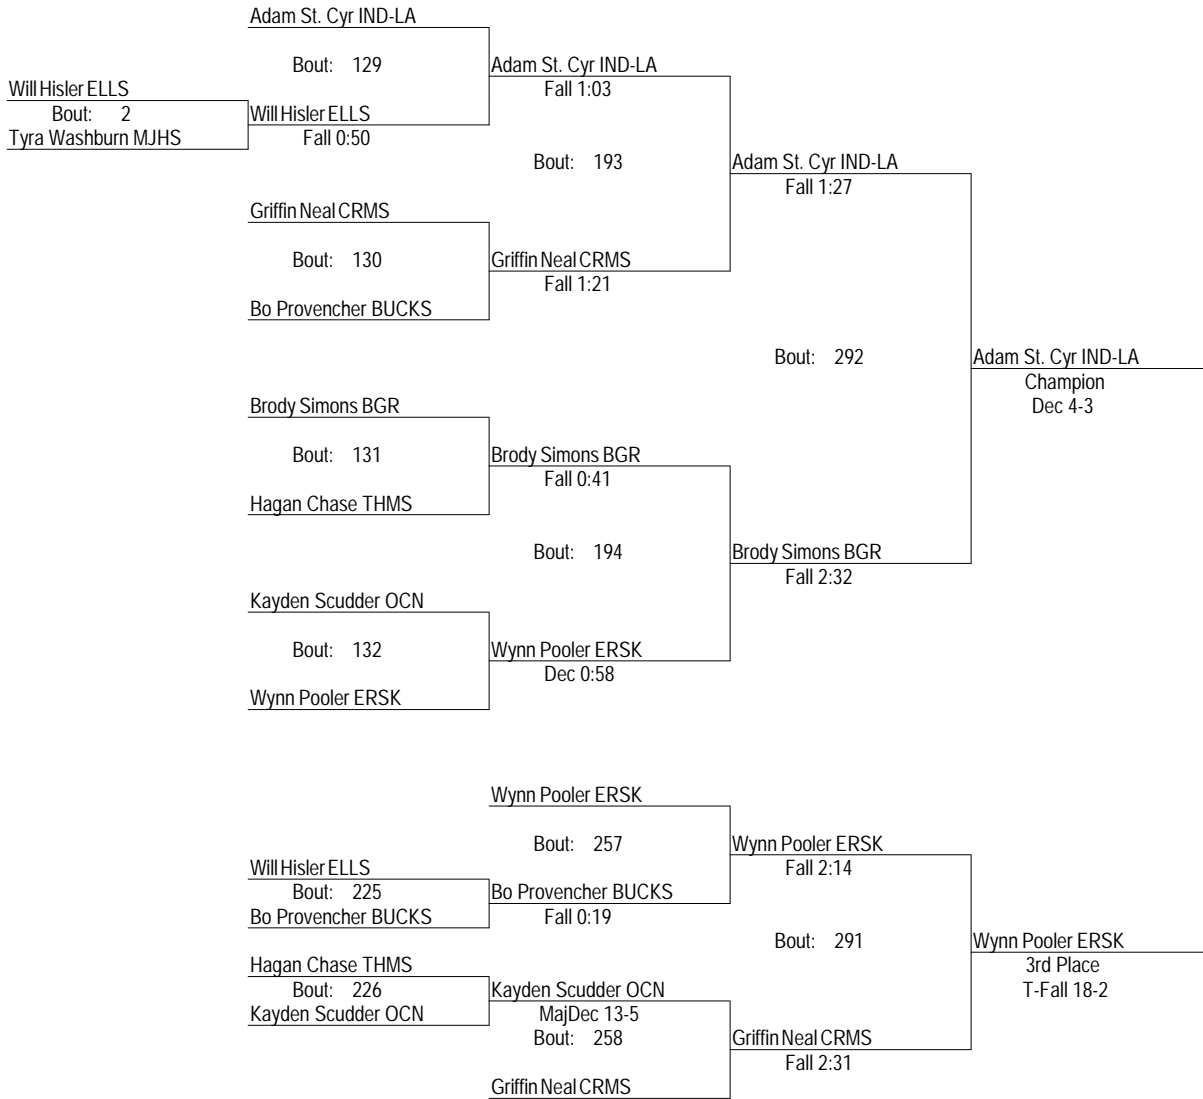 Adam St. Cyr IND-LA
Bout: 129
Adam St. Cyr IND-LA
Fall 1:03
Will Hisler ELLS
Bout: 2
Tyra Washburn MJHS
Will Hisler ELLS
Fall 0:50
Bout: 193
Adam St. Cyr IND-LA
Fall 1:27
Griffin Neal CRMS
Bout: 130
Griffin Neal CRMS
Fall 1:21
Bo Provencher BUCKS
Bout: 292
Adam St. Cyr IND-LA
Champion
Dec 4-3
Brody Simons BGR
Bout: 131
Brody Simons BGR
Fall 0:41
Hagan Chase THMS
Bout: 194
Brody Simons BGR
Fall 2:32
Kayden Scudder OCN
Bout: 132
Wynn Pooler ERSK
Dec 0:58
Wynn Pooler ERSK
Wynn Pooler ERSK
Bout: 257
Wynn Pooler ERSK
Fall 2:14
Will Hisler ELLS
Bout: 225
Bo Provencher BUCKS
Bo Provencher BUCKS
Fall 0:19
Bout: 291
Wynn Pooler ERSK
3rd Place
T-Fall 18-2
Hagan Chase THMS
Bout: 226
Kayden Scudder OCN
Kayden Scudder OCN
MajDec 13-5
Bout: 258
Griffin Neal CRMS
Fall 2:31
Griffin Neal CRMS